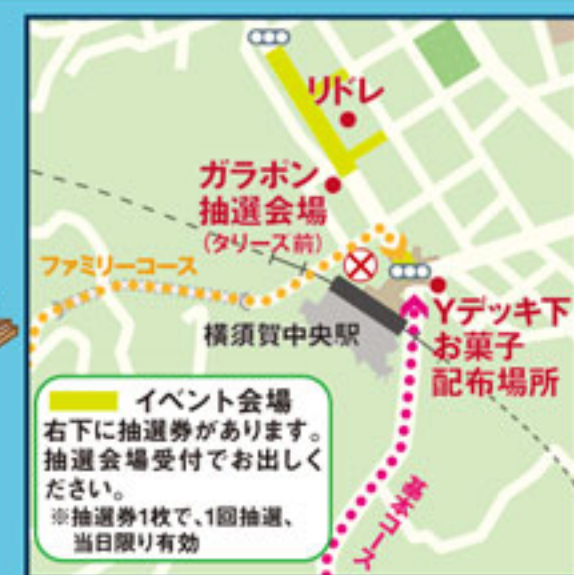 リドレ
ガラポン
抽選会場
(タリーズ前)
ファミリーコース
横須賀中央駅
Yデッキ下
お菓子
配布場所
イベント会場
右下に抽選券があります。
抽選会場受付でお出しく
ださい。
※抽選券1枚で、1回抽選、
当日限り有効
基本コース